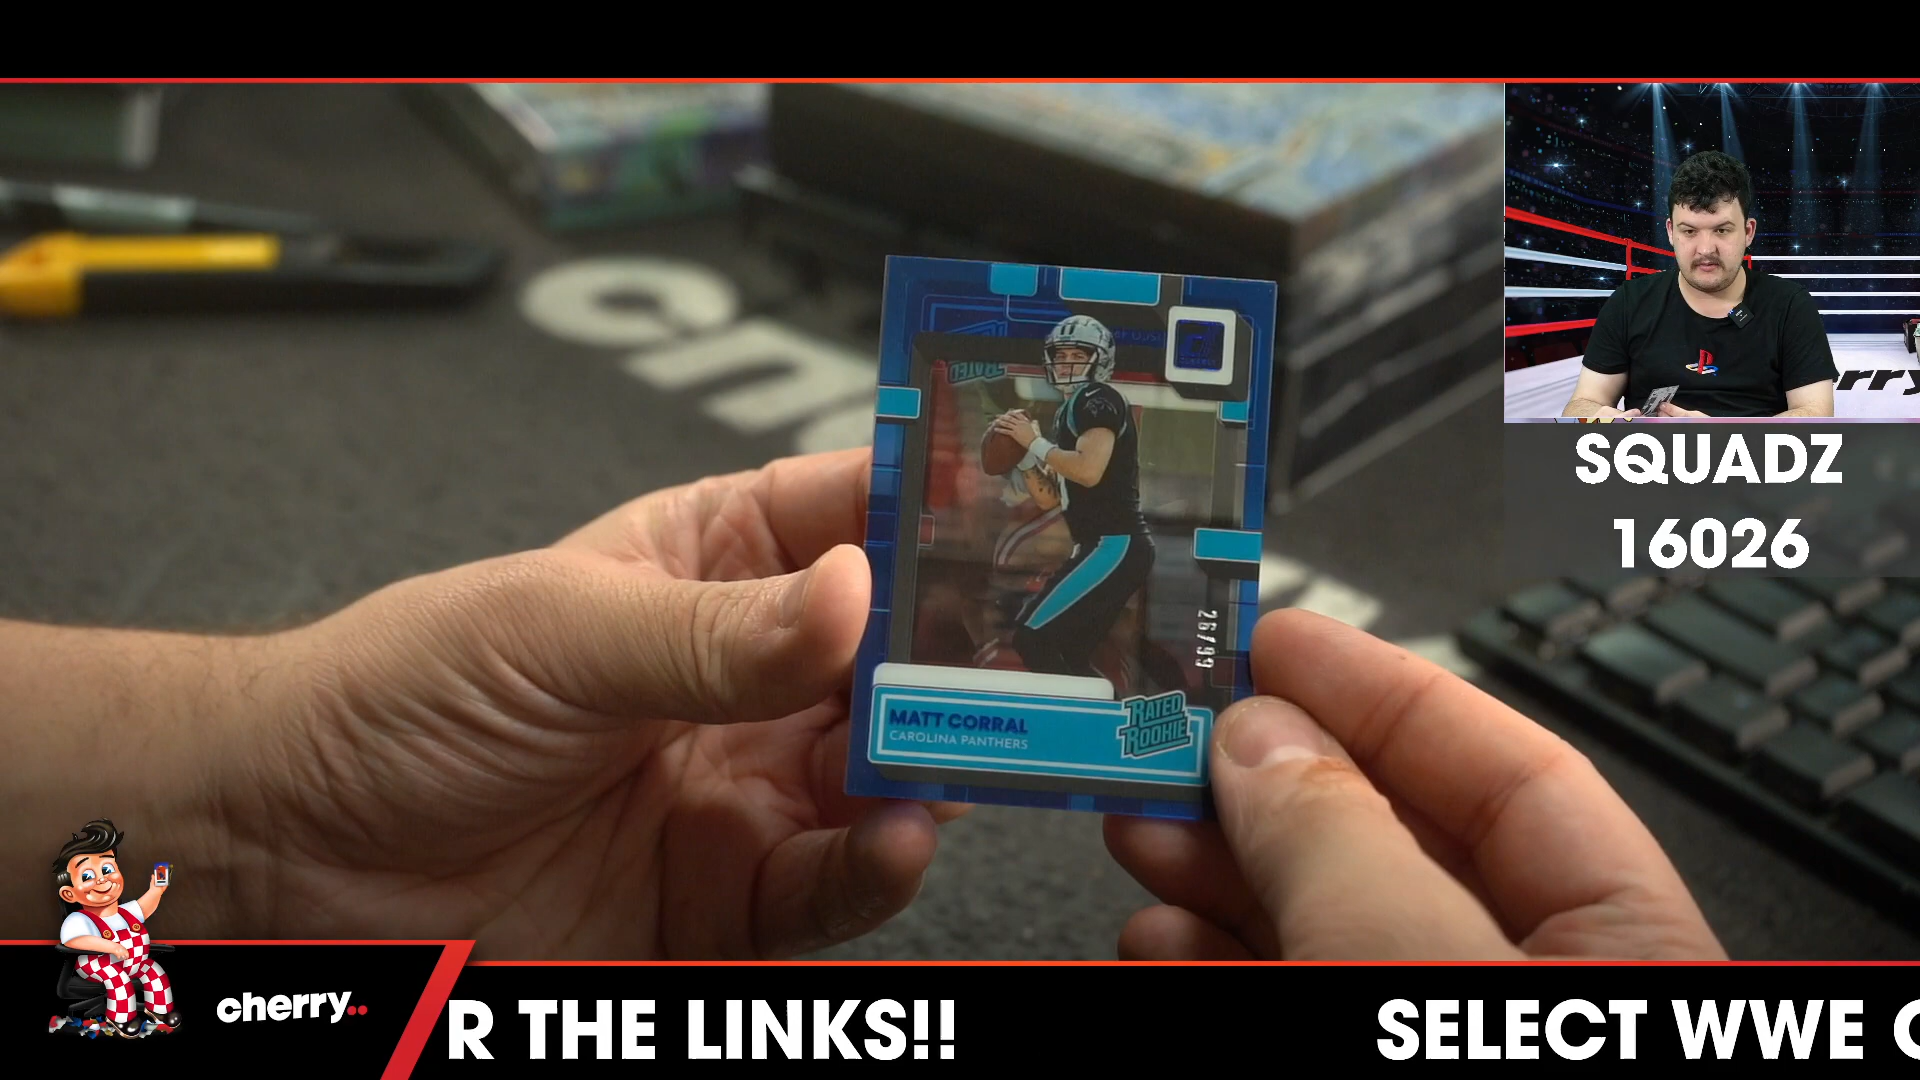 SQUADZ
16026
26/99
MATT CORRAL
CAROLINA PANTHERS
RATED
ROOKIE
cherry..
R THE LINKS!!
SELECT WWE